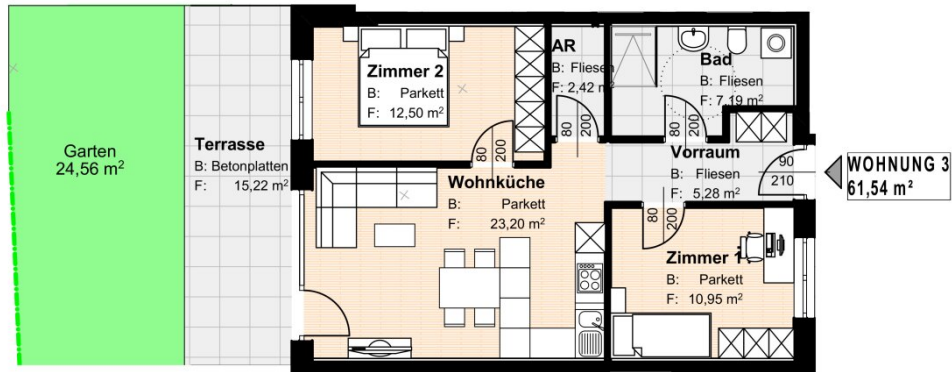 Garten
24,56 m²
Terrasse
B: Betonplatten
F: 15,22 m²
Zimmer 2
B: Parkett
F: 12,50 m²
80
200
AR
B: Fliesen
F: 2,42 m²
80
200
Bad
B: Fliesen
F: 7,19 m²
80
200
Wohnküche
B: Parkett
F: 23,20 m²
Vorraum
B: Fliesen
F: 5,28 m²
90
210
80
200
Zimmer 1
B: Parkett
F: 10,95 m²
WOHNUNG 3
61,54 m²